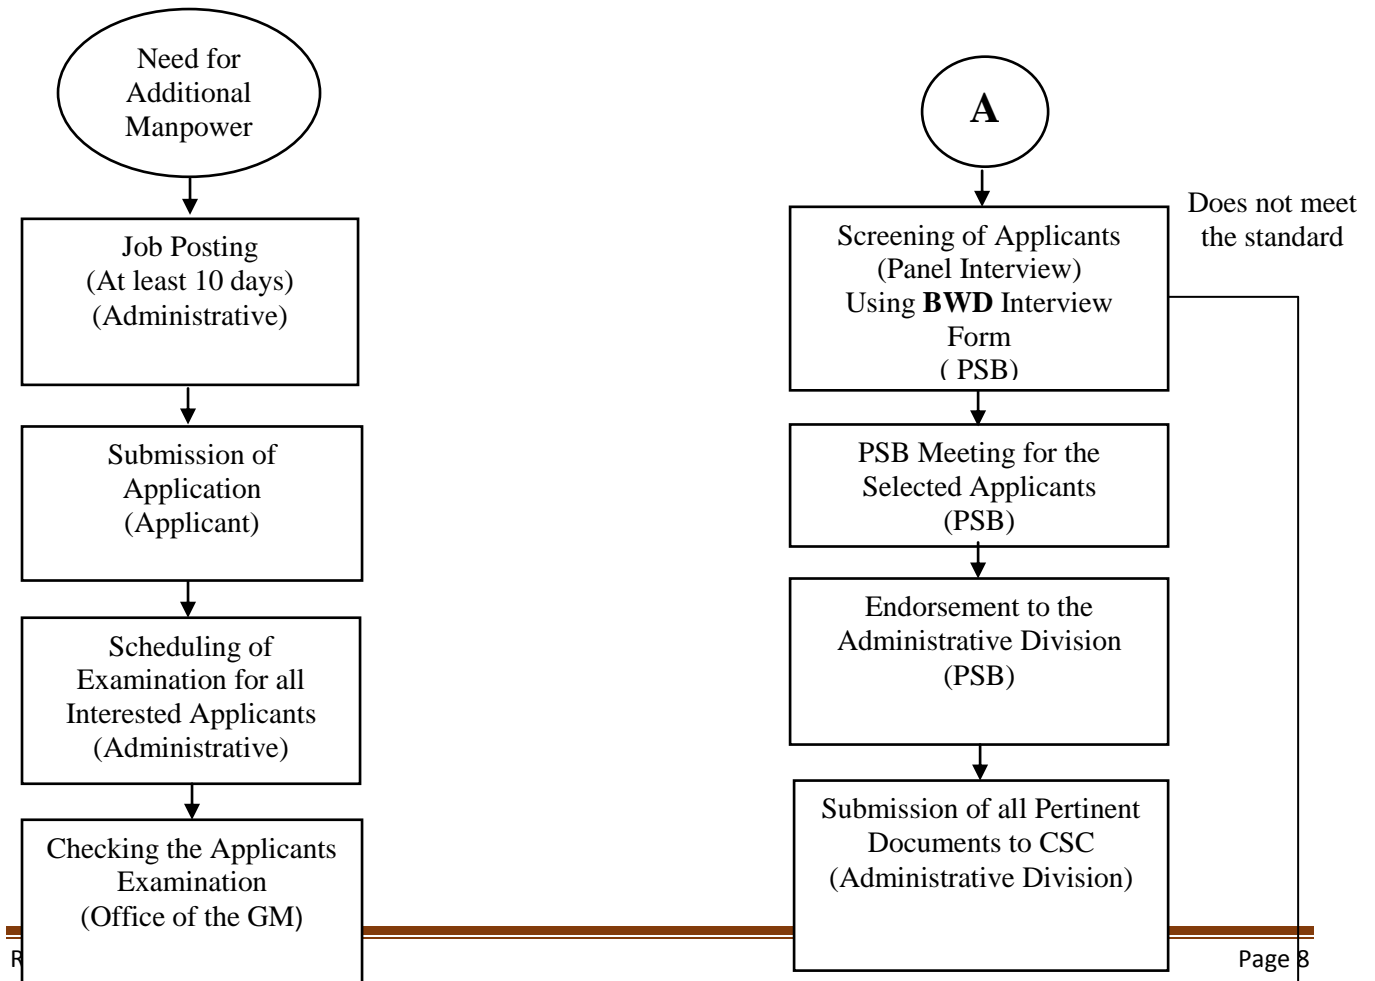 Need for
Additional
Manpower
Job Posting
(At least 10 days)
(Administrative)
Submission of
Application
(Applicant)
Scheduling of
Examination for all
Interested Applicants
(Administrative)
Checking the Applicants
Examination
(Office of the GM)
A
Does not meet
the standard
Screening of Applicants
(Panel Interview)
Using BWD Interview
Form
( PSB)
PSB Meeting for the
Selected Applicants
(PSB)
Endorsement to the
Administrative Division
(PSB)
Submission of all Pertinent
Documents to CSC
(Administrative Division)
Page 8